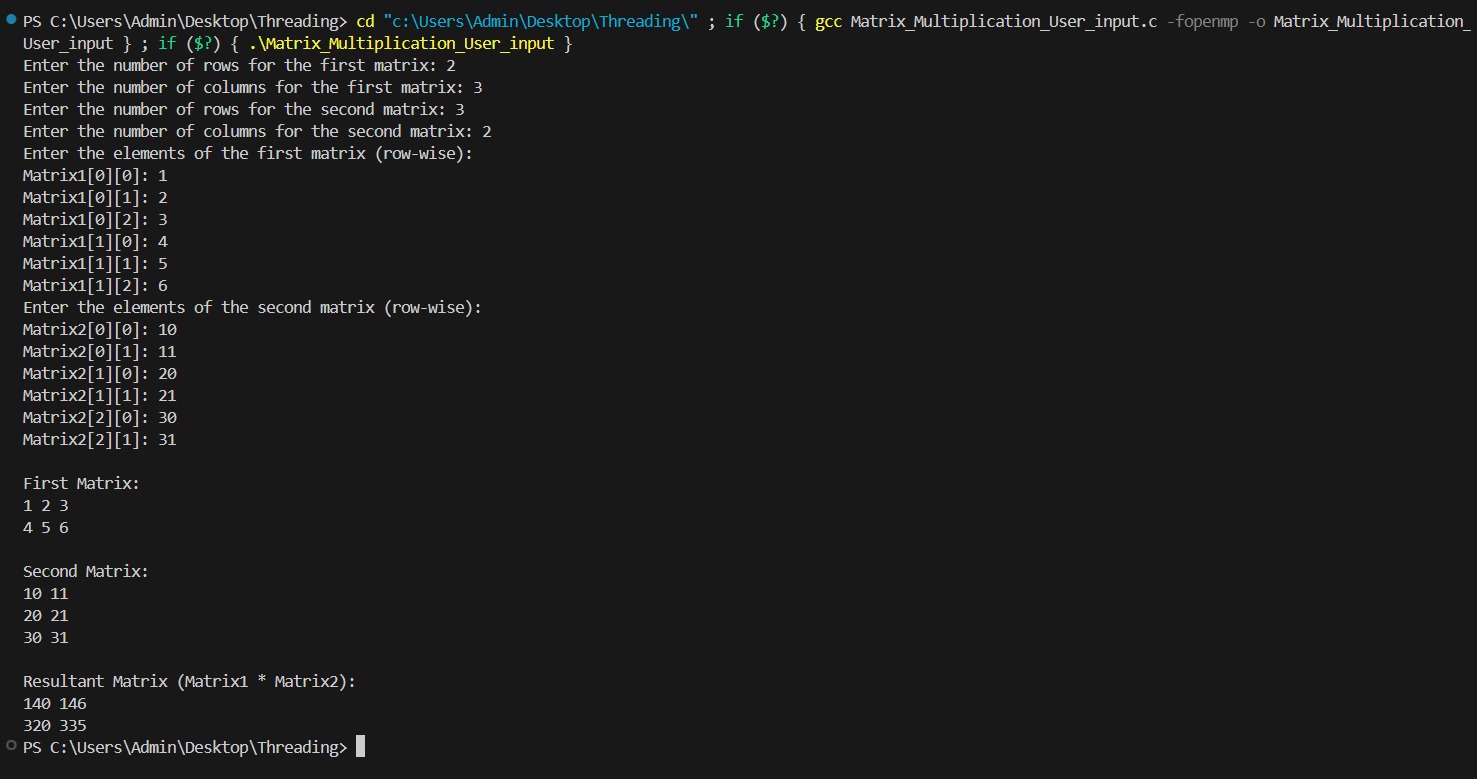 PS C:\Users\Admin\Desktop\Threading> cd "c:\Users\Admin\Desktop\Threading\" ; if ($?) { gcc Matrix_Multiplication_User_input.c -fopenmp -o Matrix_Multiplication_
User_input } ; if ($?) { .\Matrix_Multiplication_User_input }
Enter the number of rows for the first matrix: 2
Enter the number of columns for the first matrix: 3
Enter the number of rows for the second matrix: 3
Enter the number of columns for the second matrix: 2
Enter the elements of the first matrix (row-wise):
Matrix1[0][0]: 1
Matrix1[0][1]: 2
Matrix1[0][2]: 3
Matrix1[1][0]: 4
Matrix1[1][1]: 5
Matrix1[1][2]: 6
Enter the elements of the second matrix (row-wise):
Matrix2[0][0]: 10
Matrix2[0][1]: 11
Matrix2[1][0]: 20
Matrix2[1][1]: 21
Matrix2[2][0]: 30
Matrix2[2][1]: 31

First Matrix:
1 2 3
4 5 6

Second Matrix:
10 11
20 21
30 31

Resultant Matrix (Matrix1 * Matrix2):
140 146
320 335
PS C:\Users\Admin\Desktop\Threading>